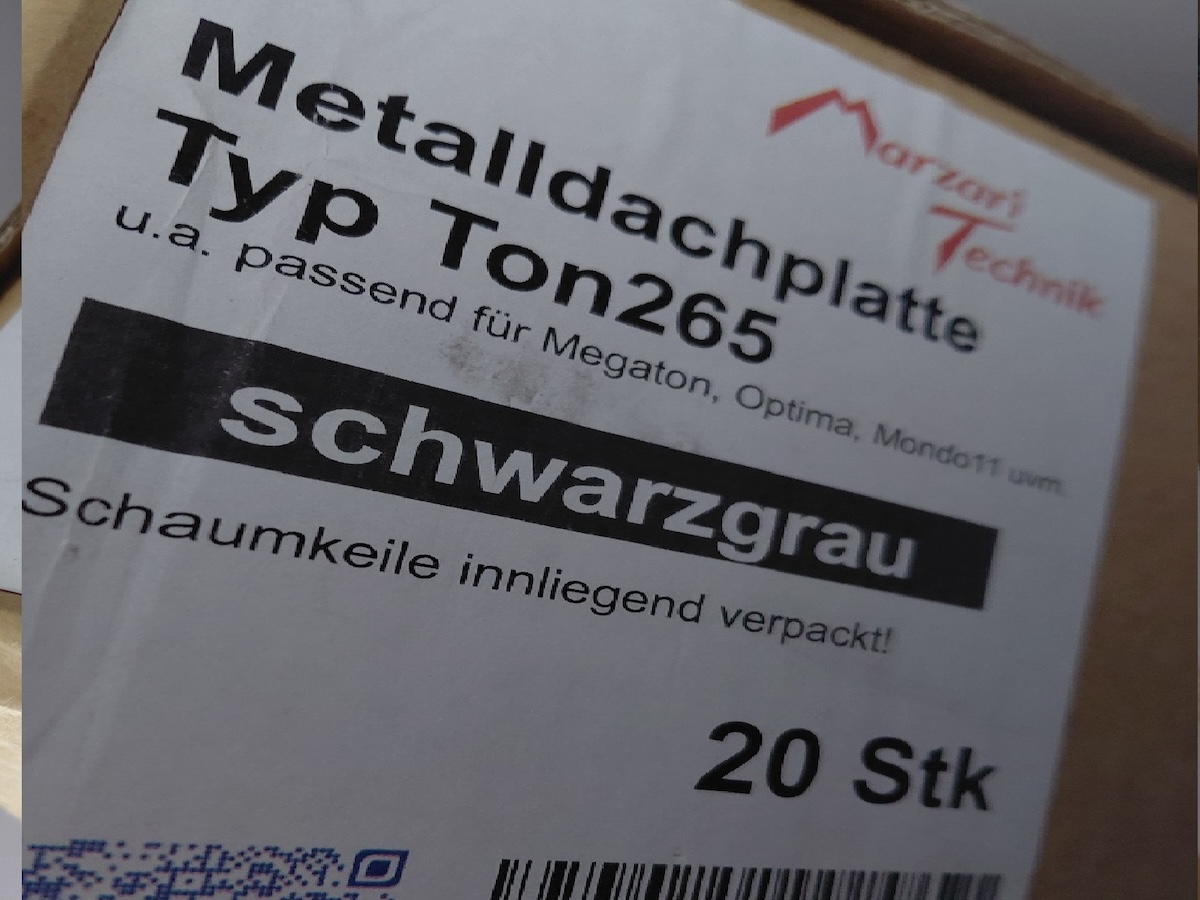 Marzari
Technik
Metalldachplatte
Typ Ton265
u.a. passend für Megaton, Optima, Mondo11 uvm.
schwarzgrau
Schaumkeile innliegend verpackt!
20 Stk